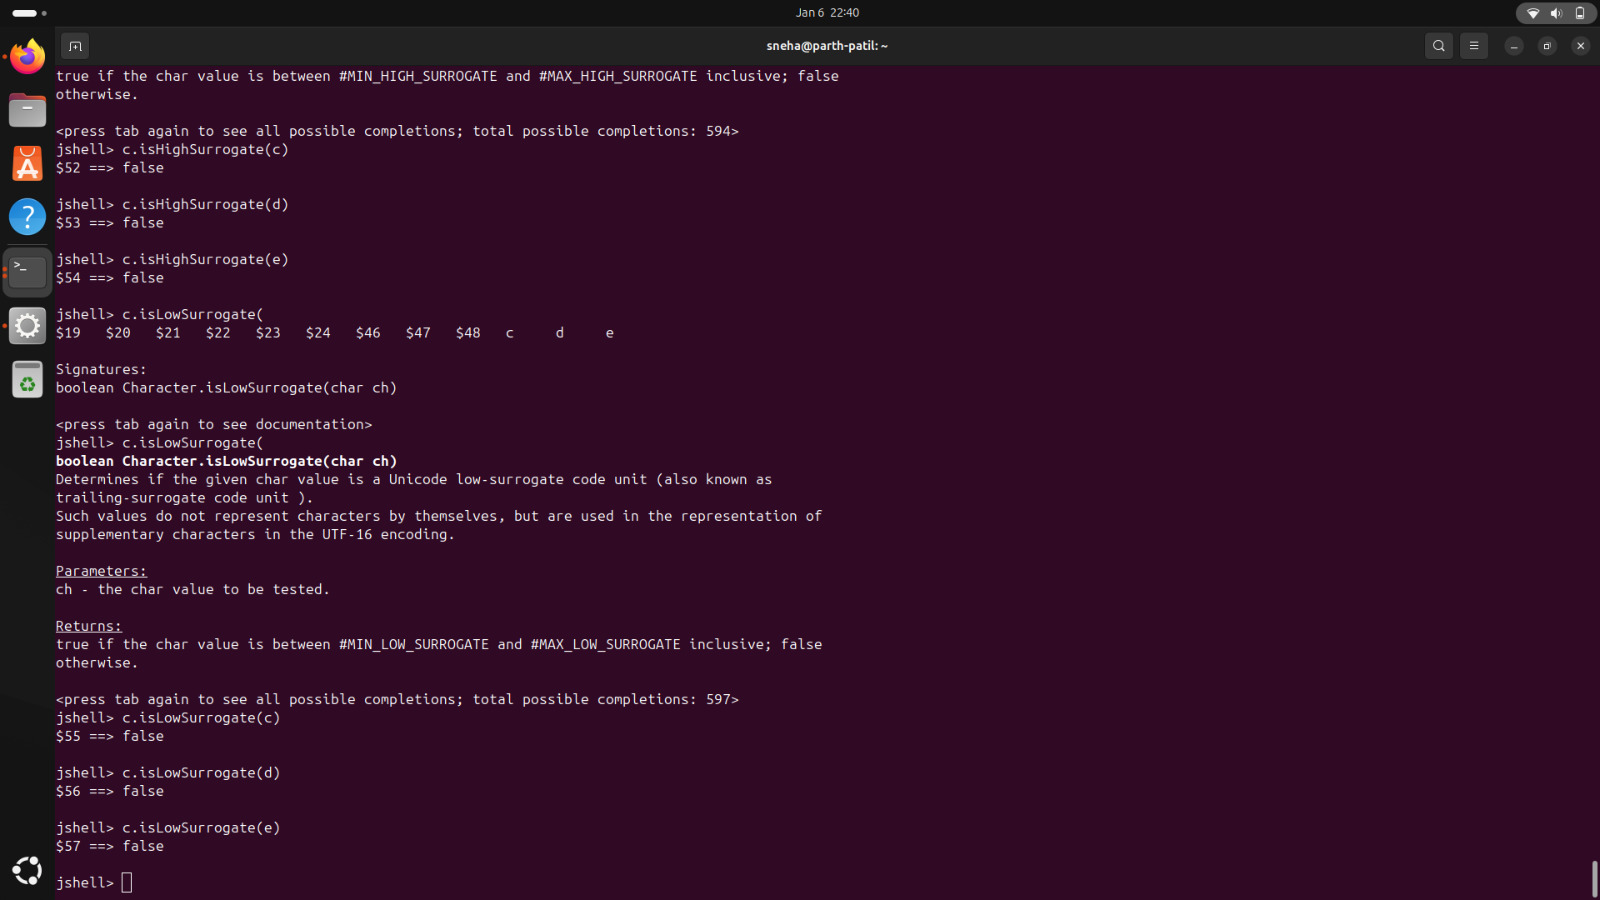 Jan 6 22:40
sneha@parth-patil: ~
true if the char value is between #MIN_HIGH_SURROGATE and #MAX_HIGH_SURROGATE inclusive; false
otherwise.
<press tab again to see all possible completions; total possible completions: 594>
jshell> c.isHighSurrogate(c)
$52 ==> false
jshell> c.isHighSurrogate(d)
$53 ==> false
jshell> c.isHighSurrogate(e)
$54 ==> false
jshell> c.isLowSurrogate(
$19 $20 $21 $22 $23 $24 $46 $47 $48 c d e
Signatures:
boolean Character.isLowSurrogate(char ch)
<press tab again to see documentation>
jshell> c.isLowSurrogate(
boolean Character.isLowSurrogate(char ch)
Determines if the given char value is a Unicode low-surrogate code unit (also known as
trailing-surrogate code unit ).
Such values do not represent characters by themselves, but are used in the representation of
supplementary characters in the UTF-16 encoding.
Parameters:
ch - the char value to be tested.
Returns:
true if the char value is between #MIN_LOW_SURROGATE and #MAX_LOW_SURROGATE inclusive; false
otherwise.
<press tab again to see all possible completions; total possible completions: 597>
jshell> c.isLowSurrogate(c)
$55 ==> false
jshell> c.isLowSurrogate(d)
$56 ==> false
jshell> c.isLowSurrogate(e)
$57 ==> false
jshell>